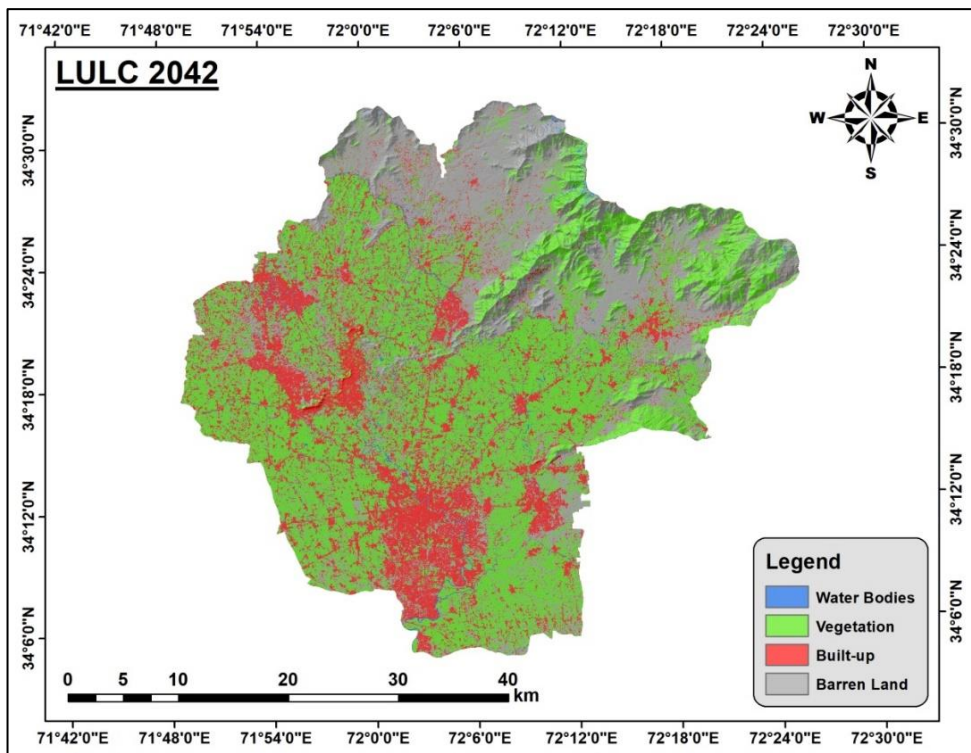 71°42'0"E 71°48'0"E 71°54'0"E 72°0'0"E 72°6'0"E 72°12'0"E 72°18'0"E 72°24'0"E 72°30'0"E
LULC 2042
N
W E
S
34°30'0"N 34°30'0"N
34°24'0"N 34°24'0"N
34°18'0"N 34°18'0"N
34°12'0"N 34°12'0"N
34°6'0"N 34°6'0"N
Legend
Water Bodies
Vegetation
Built-up
Barren Land
0 5 10 20 30 40
km
71°42'0"E 71°48'0"E 71°54'0"E 72°0'0"E 72°6'0"E 72°12'0"E 72°18'0"E 72°24'0"E 72°30'0"E